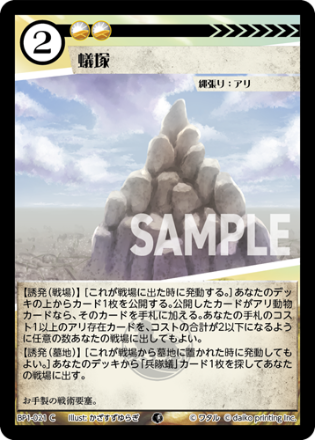 2
蟻塚
縄張り：アリ
SAMPLE
【誘発（戦場）】［これが戦場に出た時に発動する。］あなたのデッ
キの上からカード1枚を公開する。公開したカードがアリ動物
カードなら、そのカードを手札に加える。あなたの手札のコ
スト1以上のアリ存在カードを、コストの合計が2以下になるよう
に任意の数あなたの戦場に出してもよい。
【誘発（墓地）】［これが戦場から墓地に置かれた時に発動しても
よい。］あなたのデッキから「兵隊蟻」カード1枚を探してあなた
の戦場に出す。
お手製の戦術要塞。
BP1-021 C Illust: かざすずゆらぎ © ワタル © daiko printing inc.